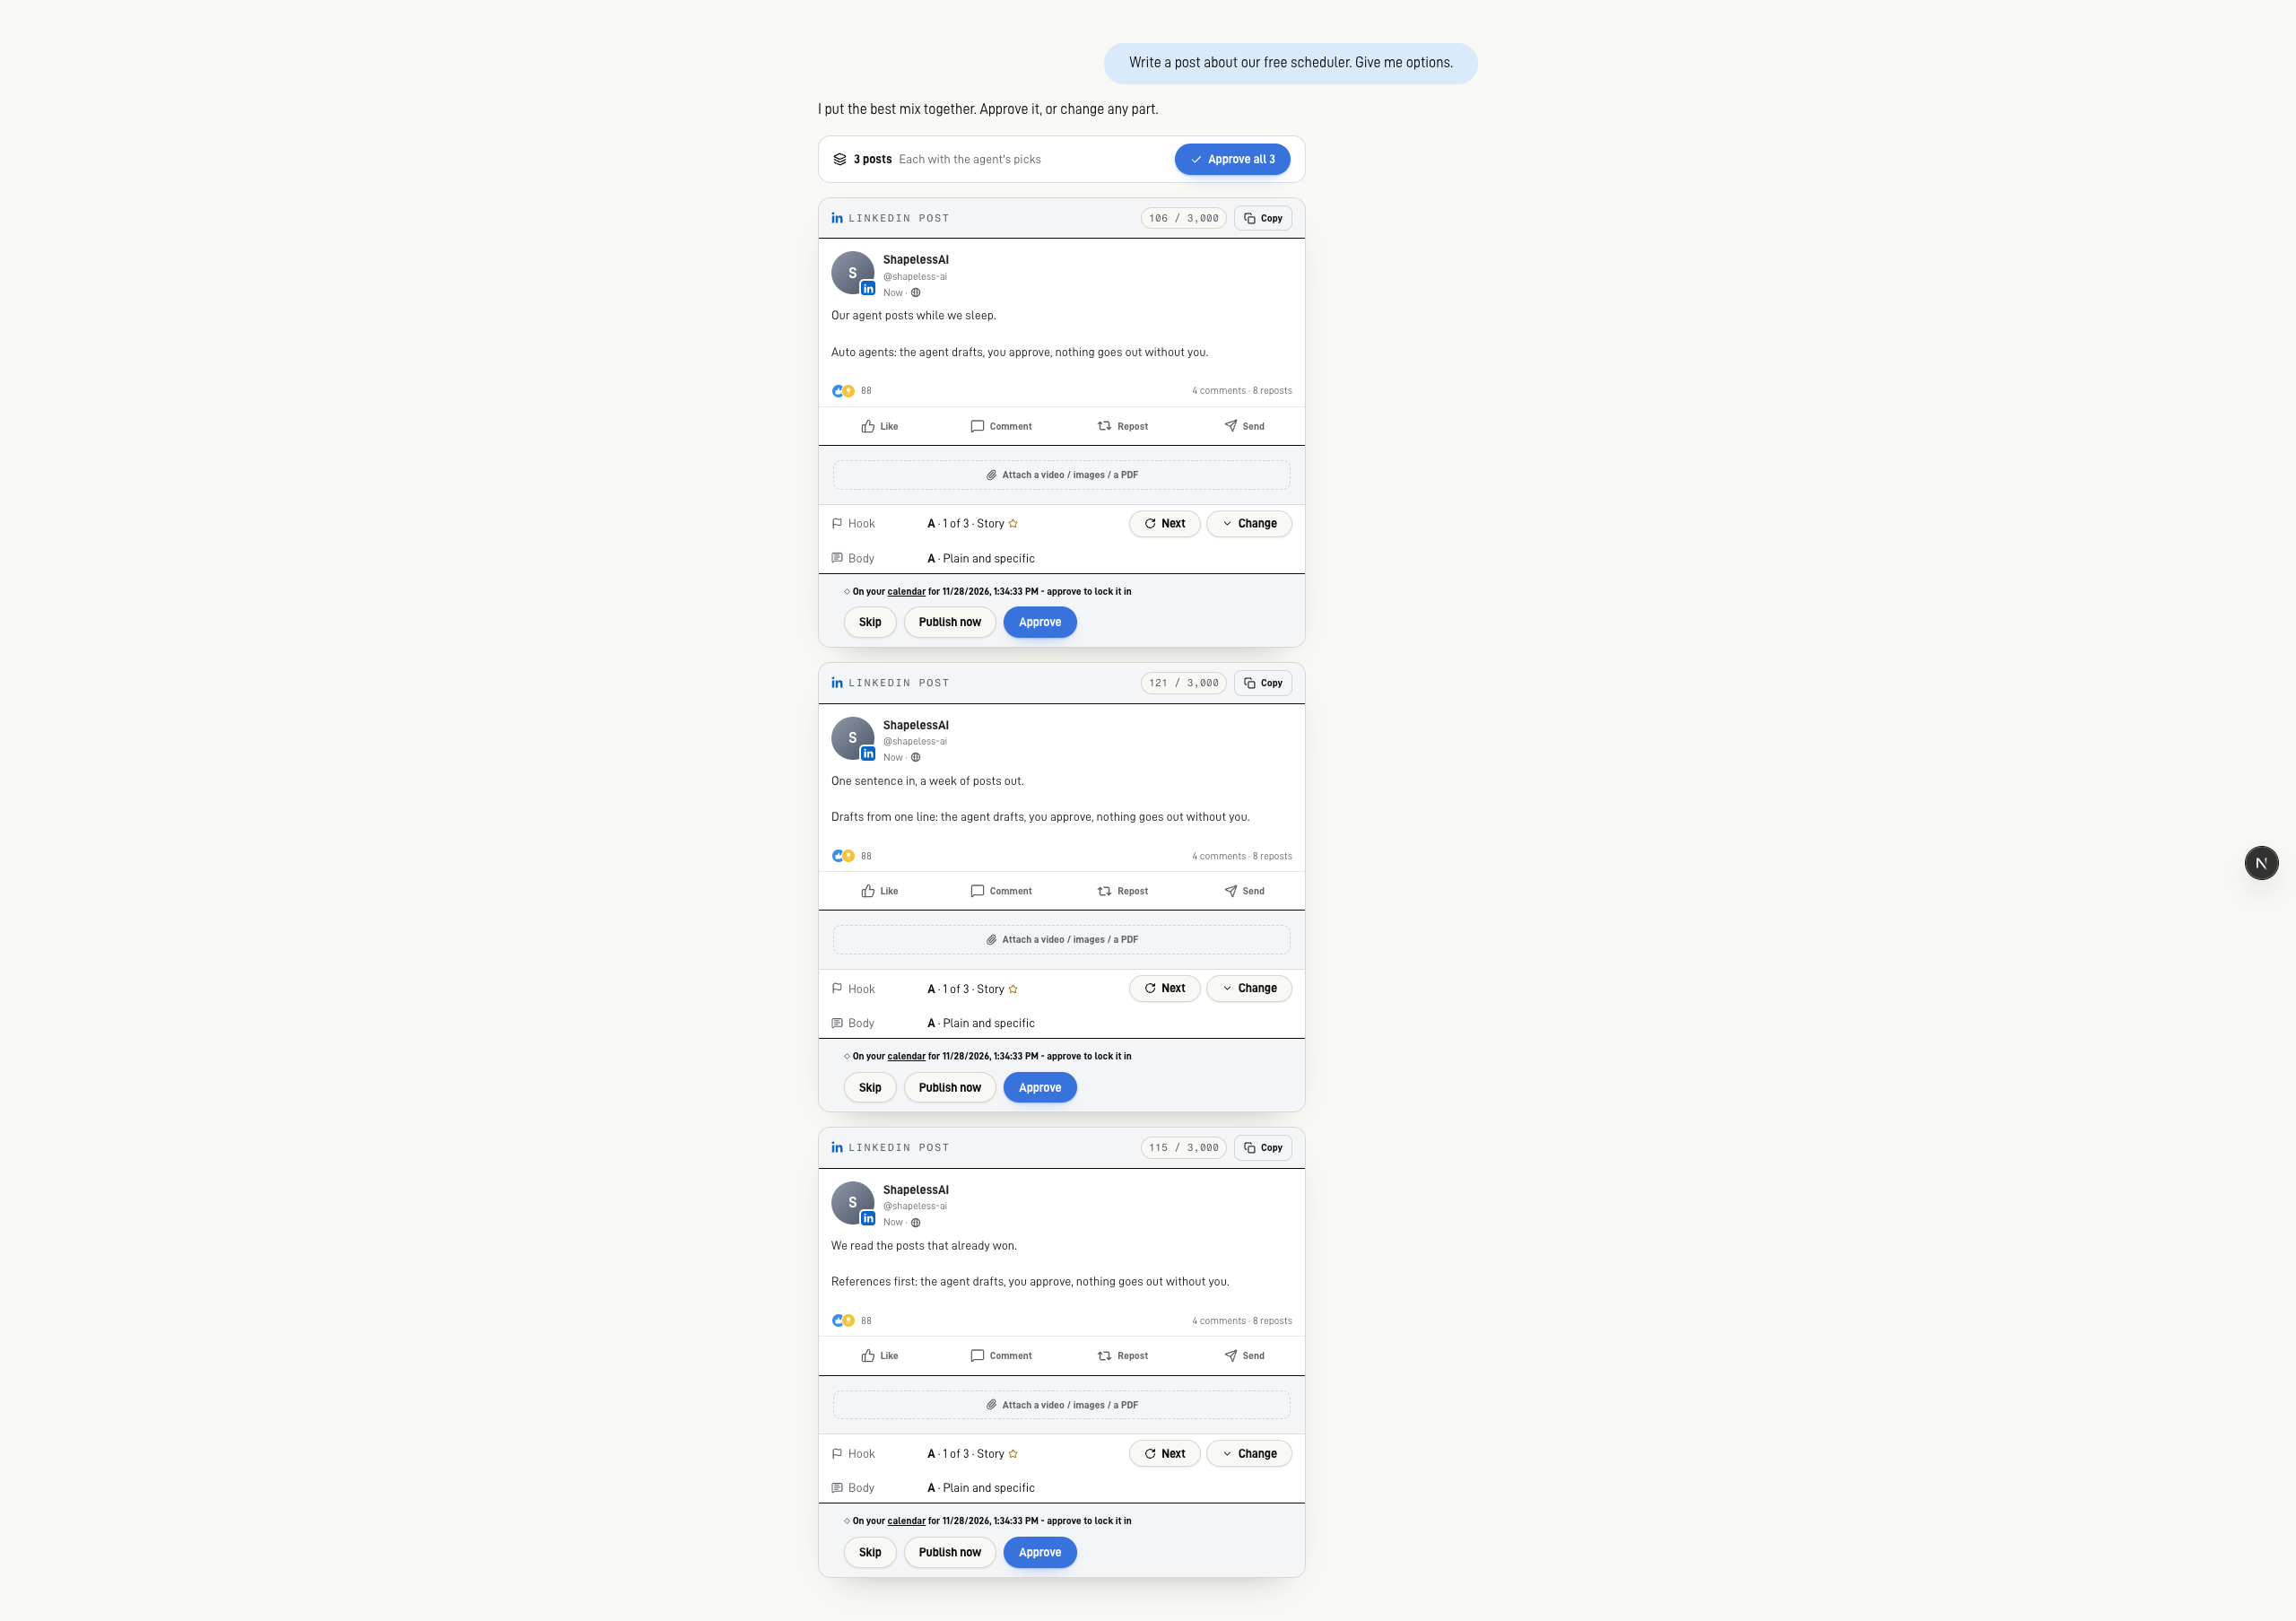 Write a post about our free scheduler. Give me options.
I put the best mix together. Approve it, or change any part.
3 posts Each with the agent's picks Approve all 3
in LINKEDIN POST 106 / 3,000 Copy
S in
ShapelessAI
@shapeless-ai
Now ·
Our agent posts while we sleep.
Auto agents: the agent drafts, you approve, nothing goes out without you.
88 4 comments · 8 reposts
Like Comment Repost Send
Attach a video / images / a PDF
Hook A · 1 of 3 · Story Next Change
Body A · Plain and specific
On your calendar for 11/28/2026, 1:34:33 PM - approve to lock it in
Skip Publish now Approve
in LINKEDIN POST 121 / 3,000 Copy
S in
ShapelessAI
@shapeless-ai
Now ·
One sentence in, a week of posts out.
Drafts from one line: the agent drafts, you approve, nothing goes out without you.
88 4 comments · 8 reposts
Like Comment Repost Send
Attach a video / images / a PDF
Hook A · 1 of 3 · Story Next Change
Body A · Plain and specific
On your calendar for 11/28/2026, 1:34:33 PM - approve to lock it in
Skip Publish now Approve
in LINKEDIN POST 115 / 3,000 Copy
S in
ShapelessAI
@shapeless-ai
Now ·
We read the posts that already won.
References first: the agent drafts, you approve, nothing goes out without you.
88 4 comments · 8 reposts
Like Comment Repost Send
Attach a video / images / a PDF
Hook A · 1 of 3 · Story Next Change
Body A · Plain and specific
On your calendar for 11/28/2026, 1:34:33 PM - approve to lock it in
Skip Publish now Approve
N